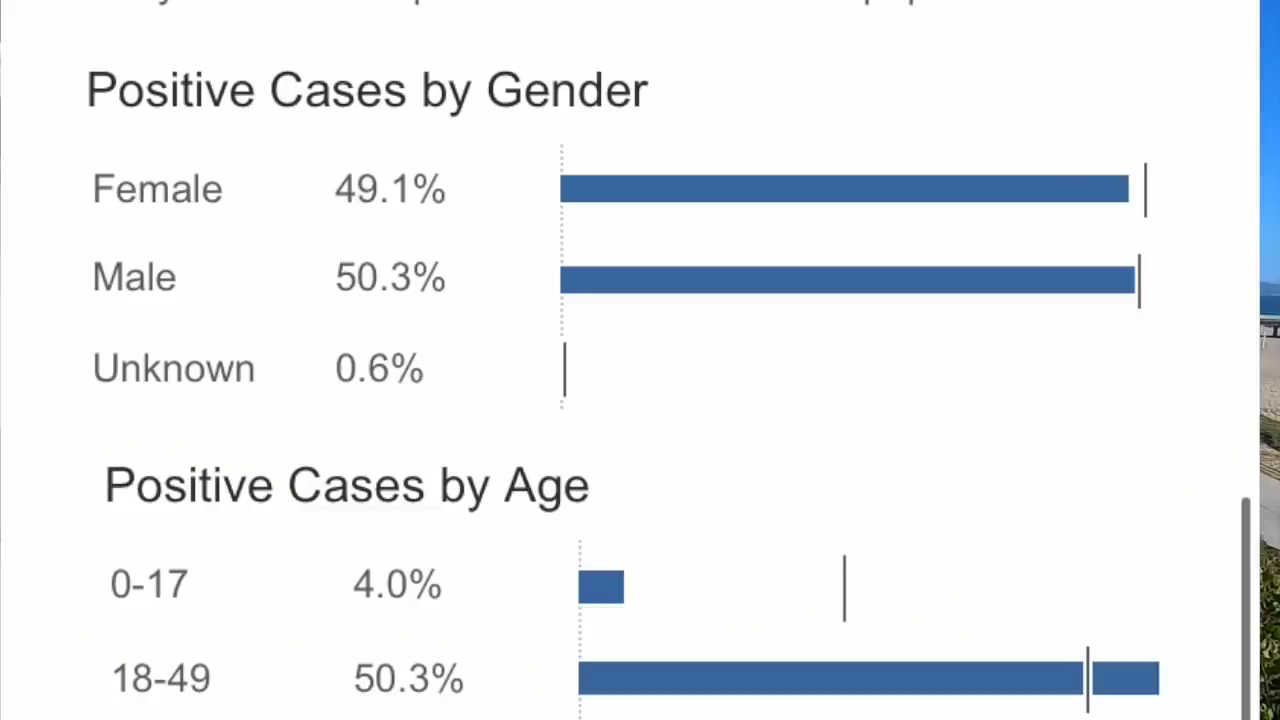 Positive Cases by Gender
Female 49.1%
Male 50.3%
Unknown 0.6%
Positive Cases by Age
0-17 4.0%
18-49 50.3%